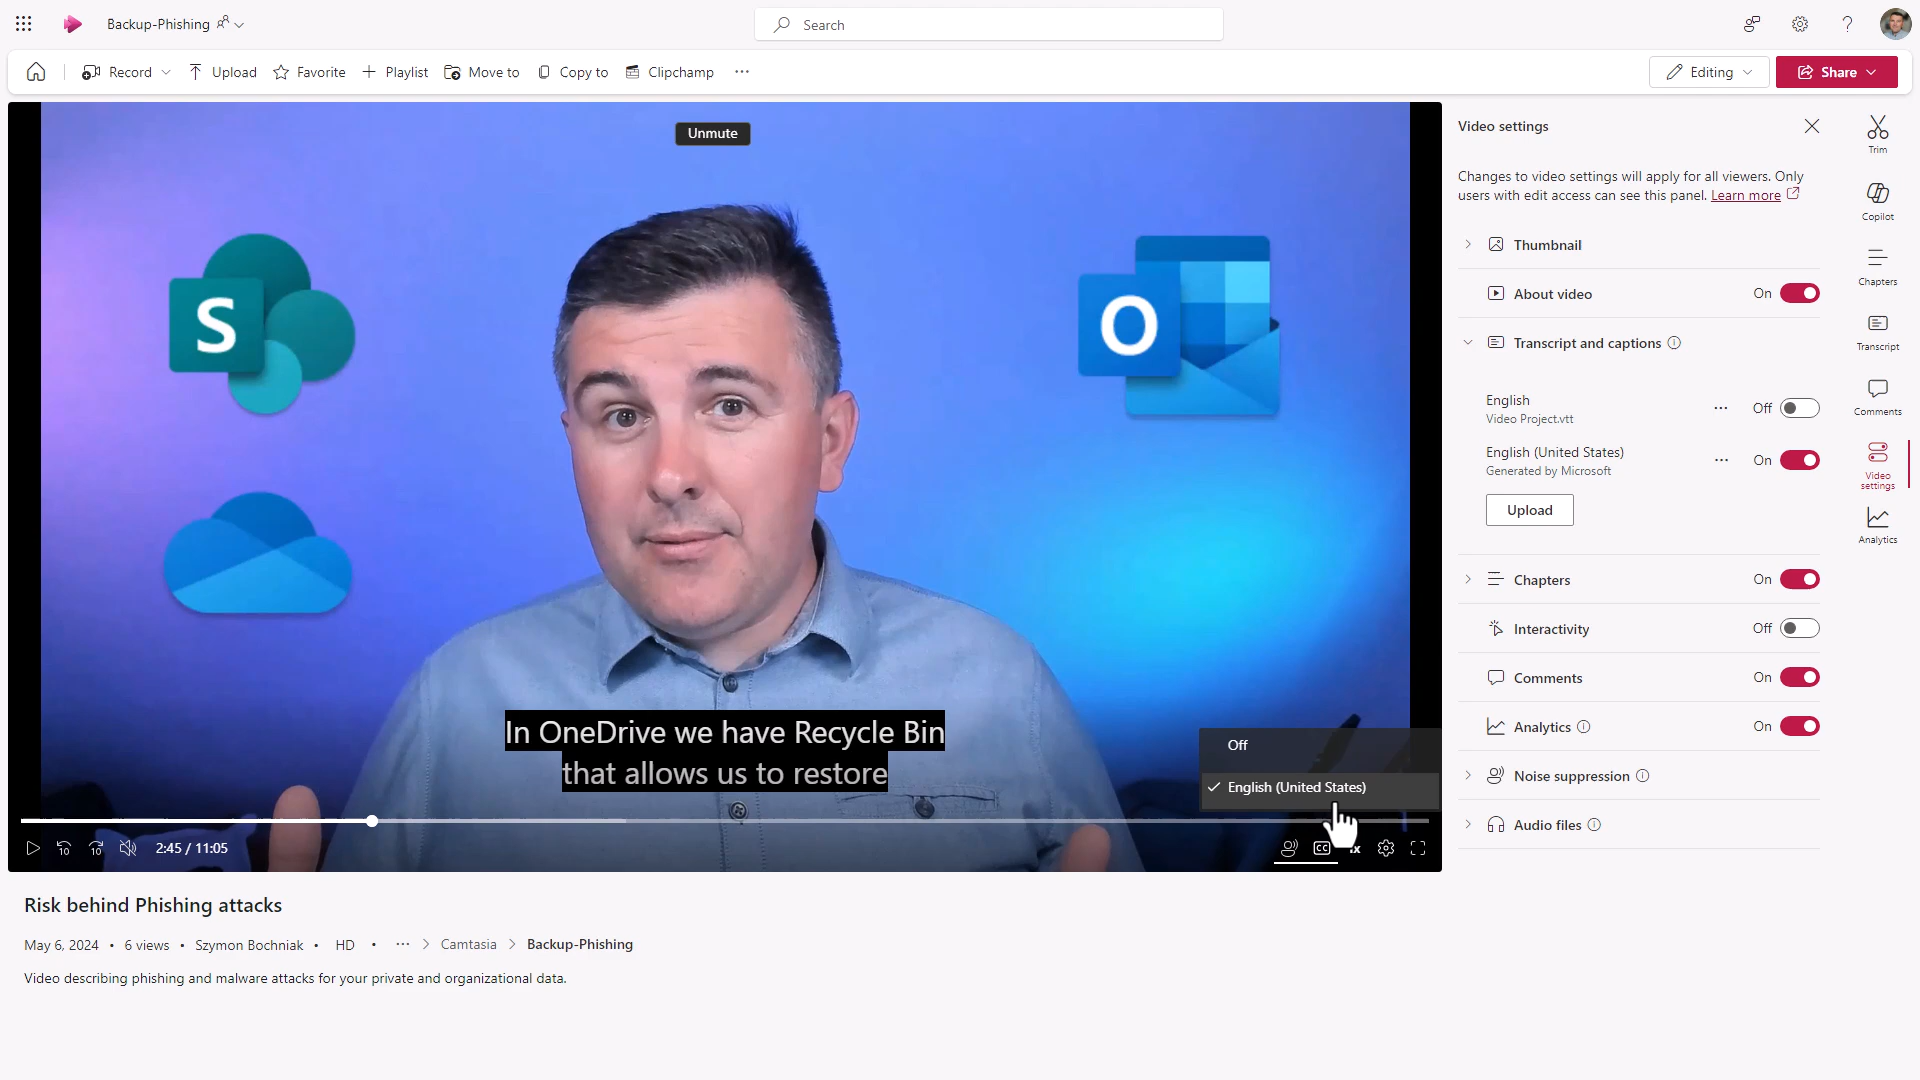 Backup-Phishing
Search
Record
Upload
Favorite
Playlist
Move to
Copy to
Clipchamp
Editing
Share
Unmute
S
O
In OneDrive we have Recycle Bin
that allows us to restore
Off
English (United States)
10
10
2:45 / 11:05
CC
x
Video settings
Changes to video settings will apply for all viewers. Only
users with edit access can see this panel. Learn more
Thumbnail
About video
On
Transcript and captions
English
Video Project.vtt
Off
English (United States)
Generated by Microsoft
On
Upload
Chapters
On
Interactivity
Off
Comments
On
Analytics
On
Noise suppression
Audio files
Trim
Copilot
Chapters
Transcript
Comments
Video
settings
Analytics
Risk behind Phishing attacks
May 6, 2024 • 6 views • Szymon Bochniak • HD • ... > Camtasia > Backup-Phishing
Video describing phishing and malware attacks for your private and organizational data.